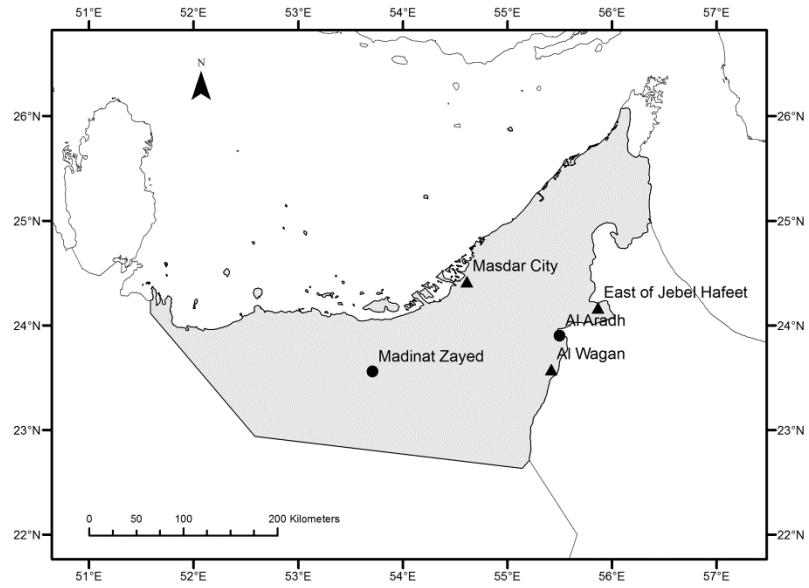 51°E 52°E 53°E 54°E 55°E 56°E 57°E
N
26°N 26°N
25°N 25°N
Masdar City
East of Jebel Hafeet
Al Aradh
24°N 24°N
Madinat Zayed
Al Wagan
23°N 23°N
0 50 100 200 Kilometers
22°N 22°N
51°E 52°E 53°E 54°E 55°E 56°E 57°E